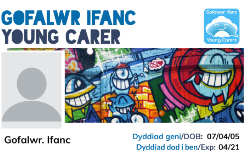 GOFALWR IFANC
YOUNG CARER
Gofalwr Ifanc
Young Carers
Gofalwr. Ifanc
Dyddiad geni/DOB: 07/04/05
Dyddiad dod i ben/Exp: 04/21